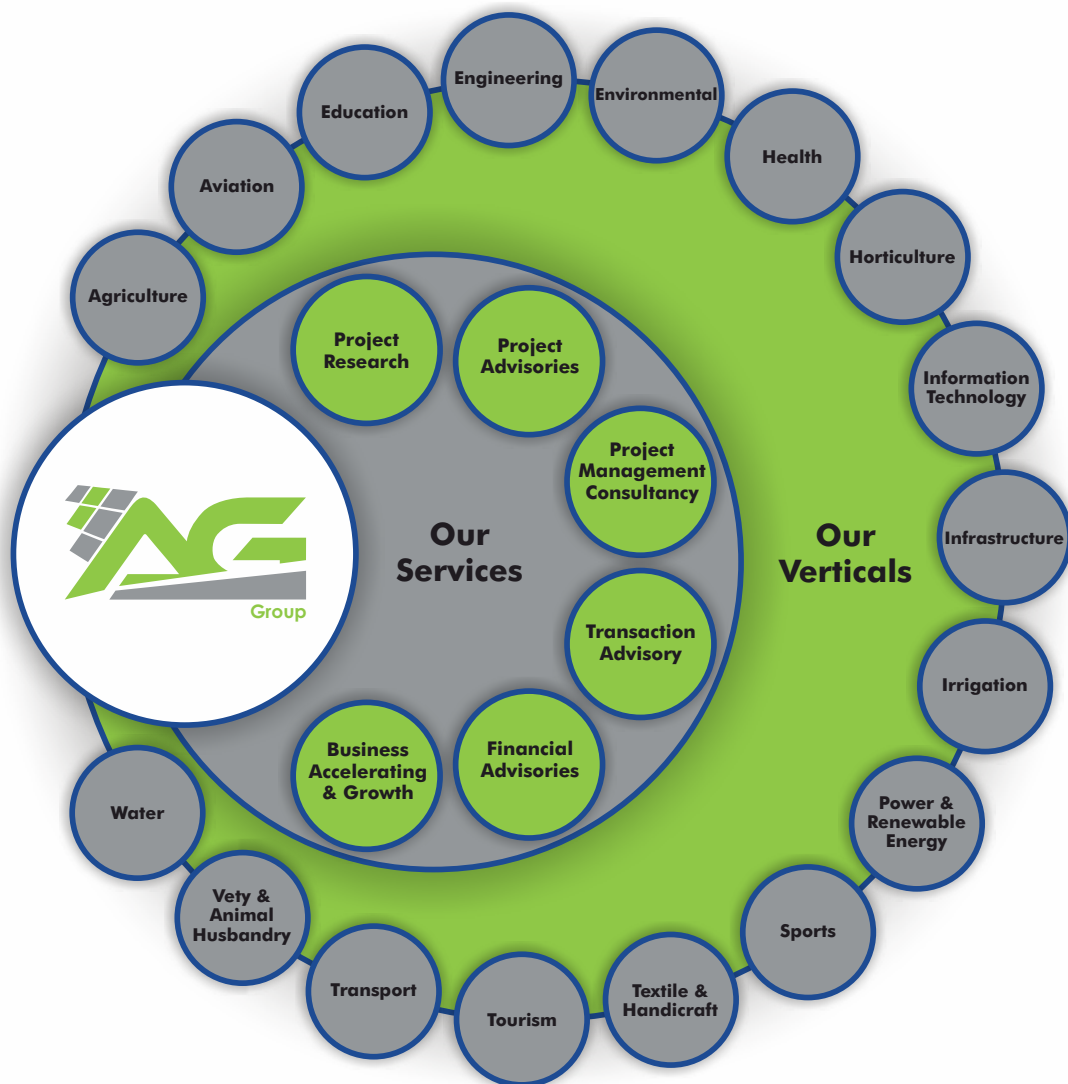 AG
Group
Our
Services
Project
Research
Project
Advisories
Project
Management
Consultancy
Transaction
Advisory
Financial
Advisories
Business
Accelerating
& Growth
Our
Verticals
Agriculture
Aviation
Education
Engineering
Environmental
Health
Horticulture
Information
Technology
Infrastructure
Irrigation
Power &
Renewable
Energy
Sports
Textile &
Handicraft
Tourism
Transport
Vety &
Animal
Husbandry
Water